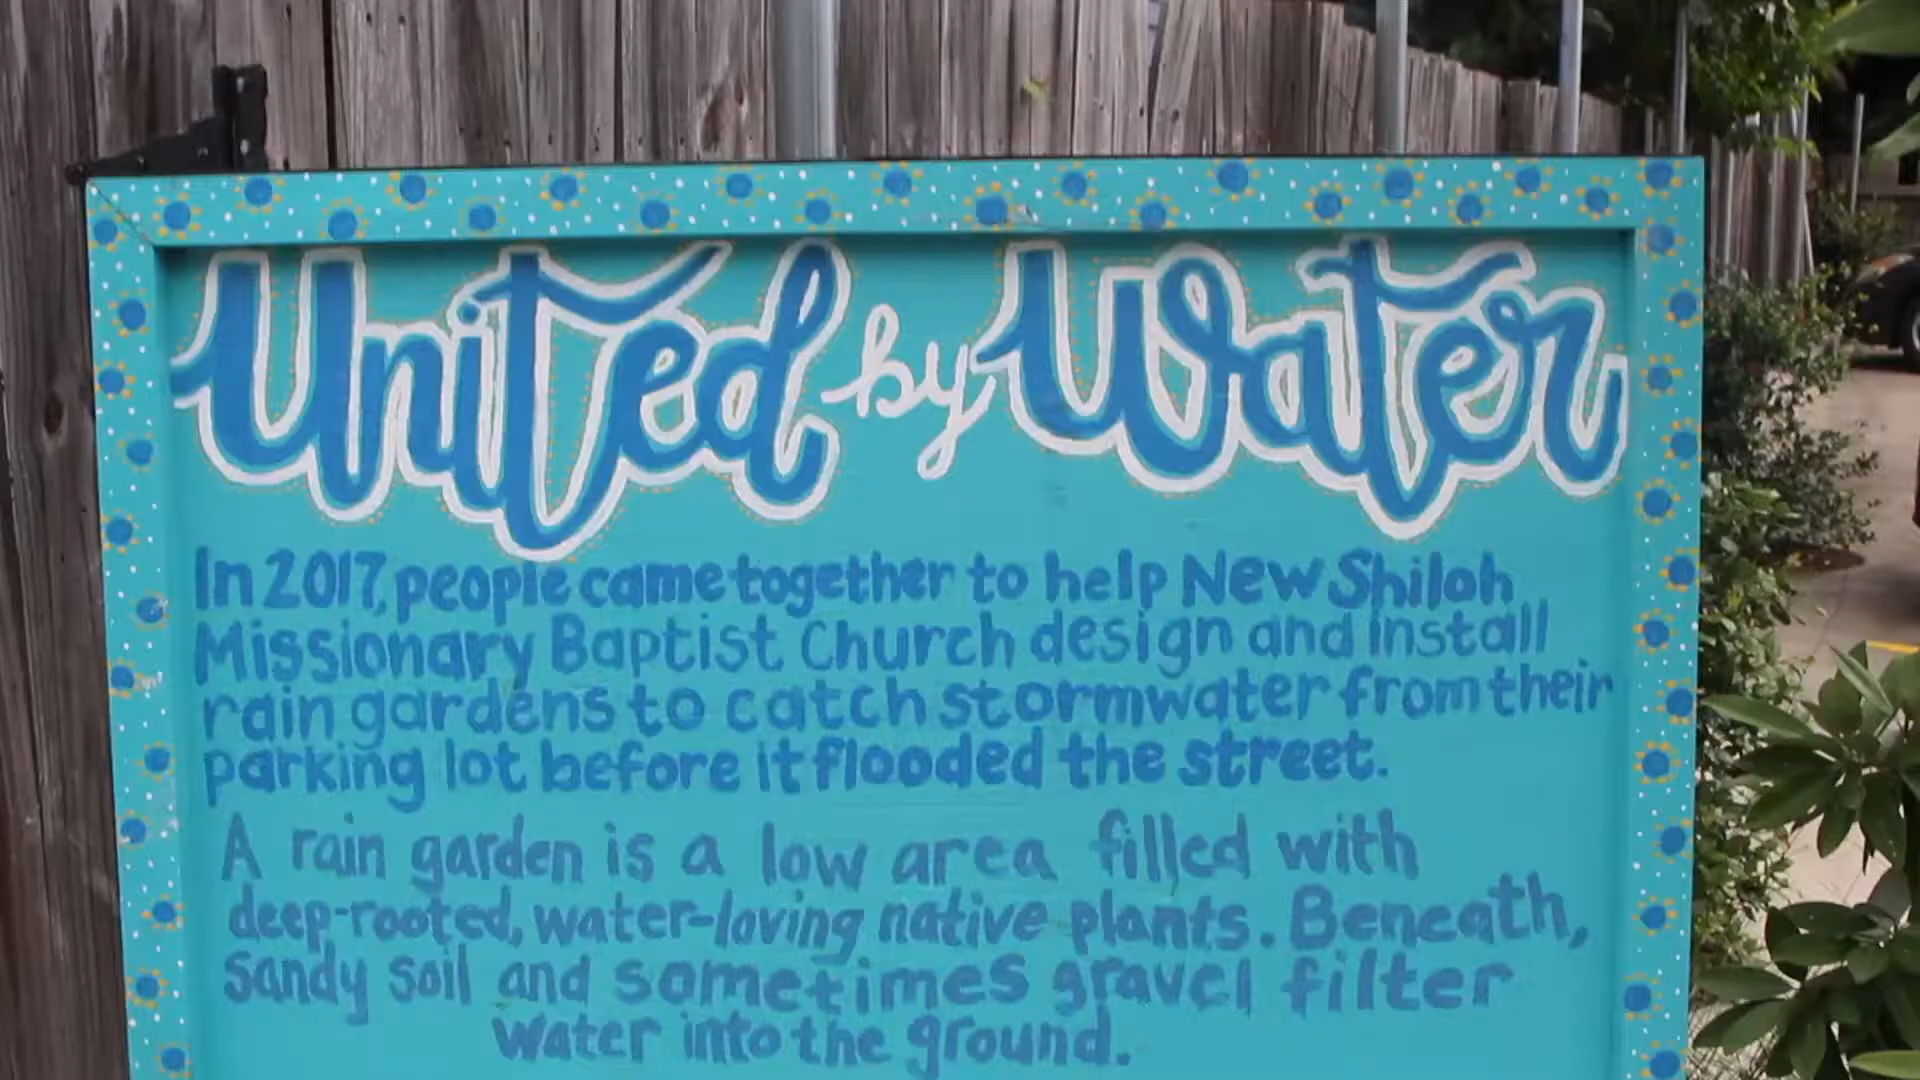 United by Water
In 2017, people came together to help New Shiloh
Missionary Baptist Church design and install
rain gardens to catch stormwater from their
parking lot before it flooded the street.
A rain garden is a low area filled with
deep-rooted, water-loving native plants. Beneath,
sandy soil and sometimes gravel filter
water into the ground.